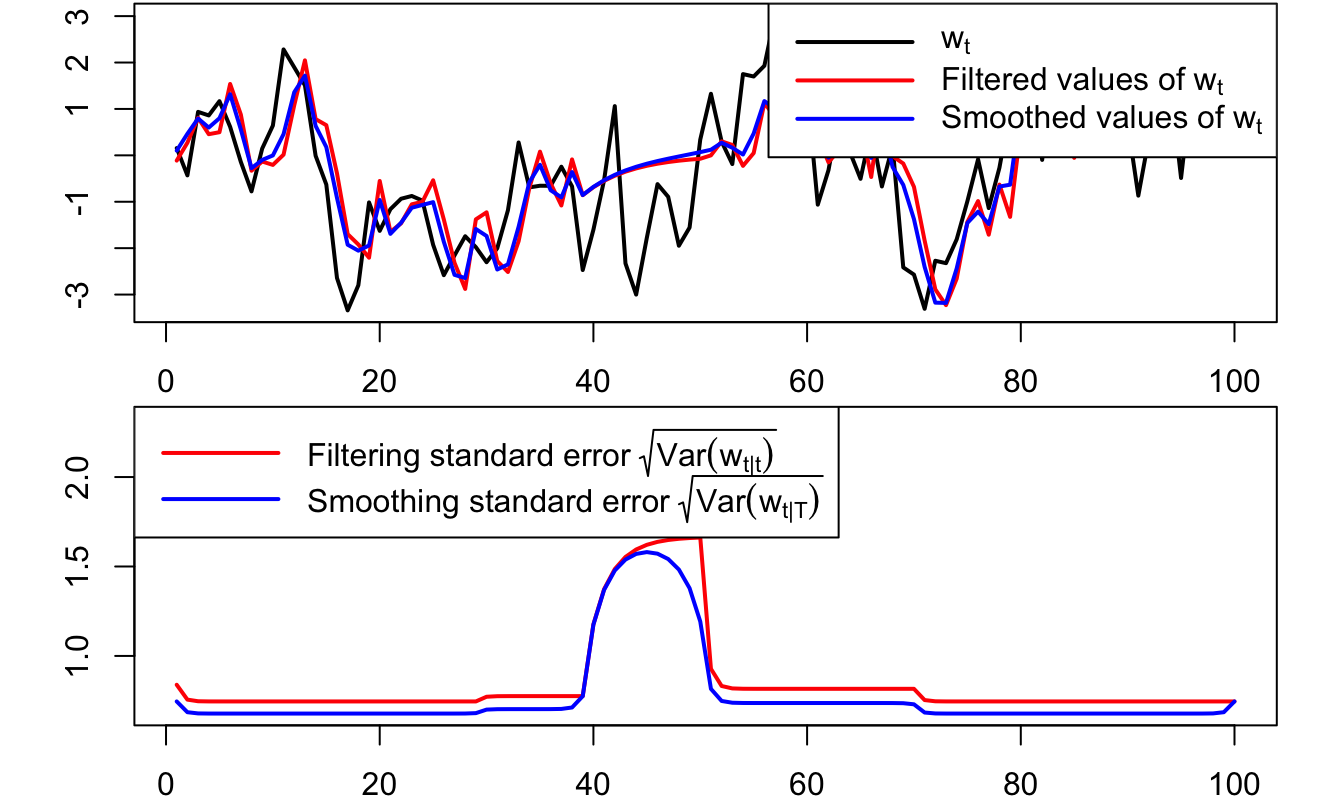 3
2
1
-1
-3
w_t
Filtered values of w_t
Smoothed values of w_t
0 20 40 60 80 100
2.0
1.5
1.0
Filtering standard error √Var(w_t|t)
Smoothing standard error √Var(w_t|T)
0 20 40 60 80 100